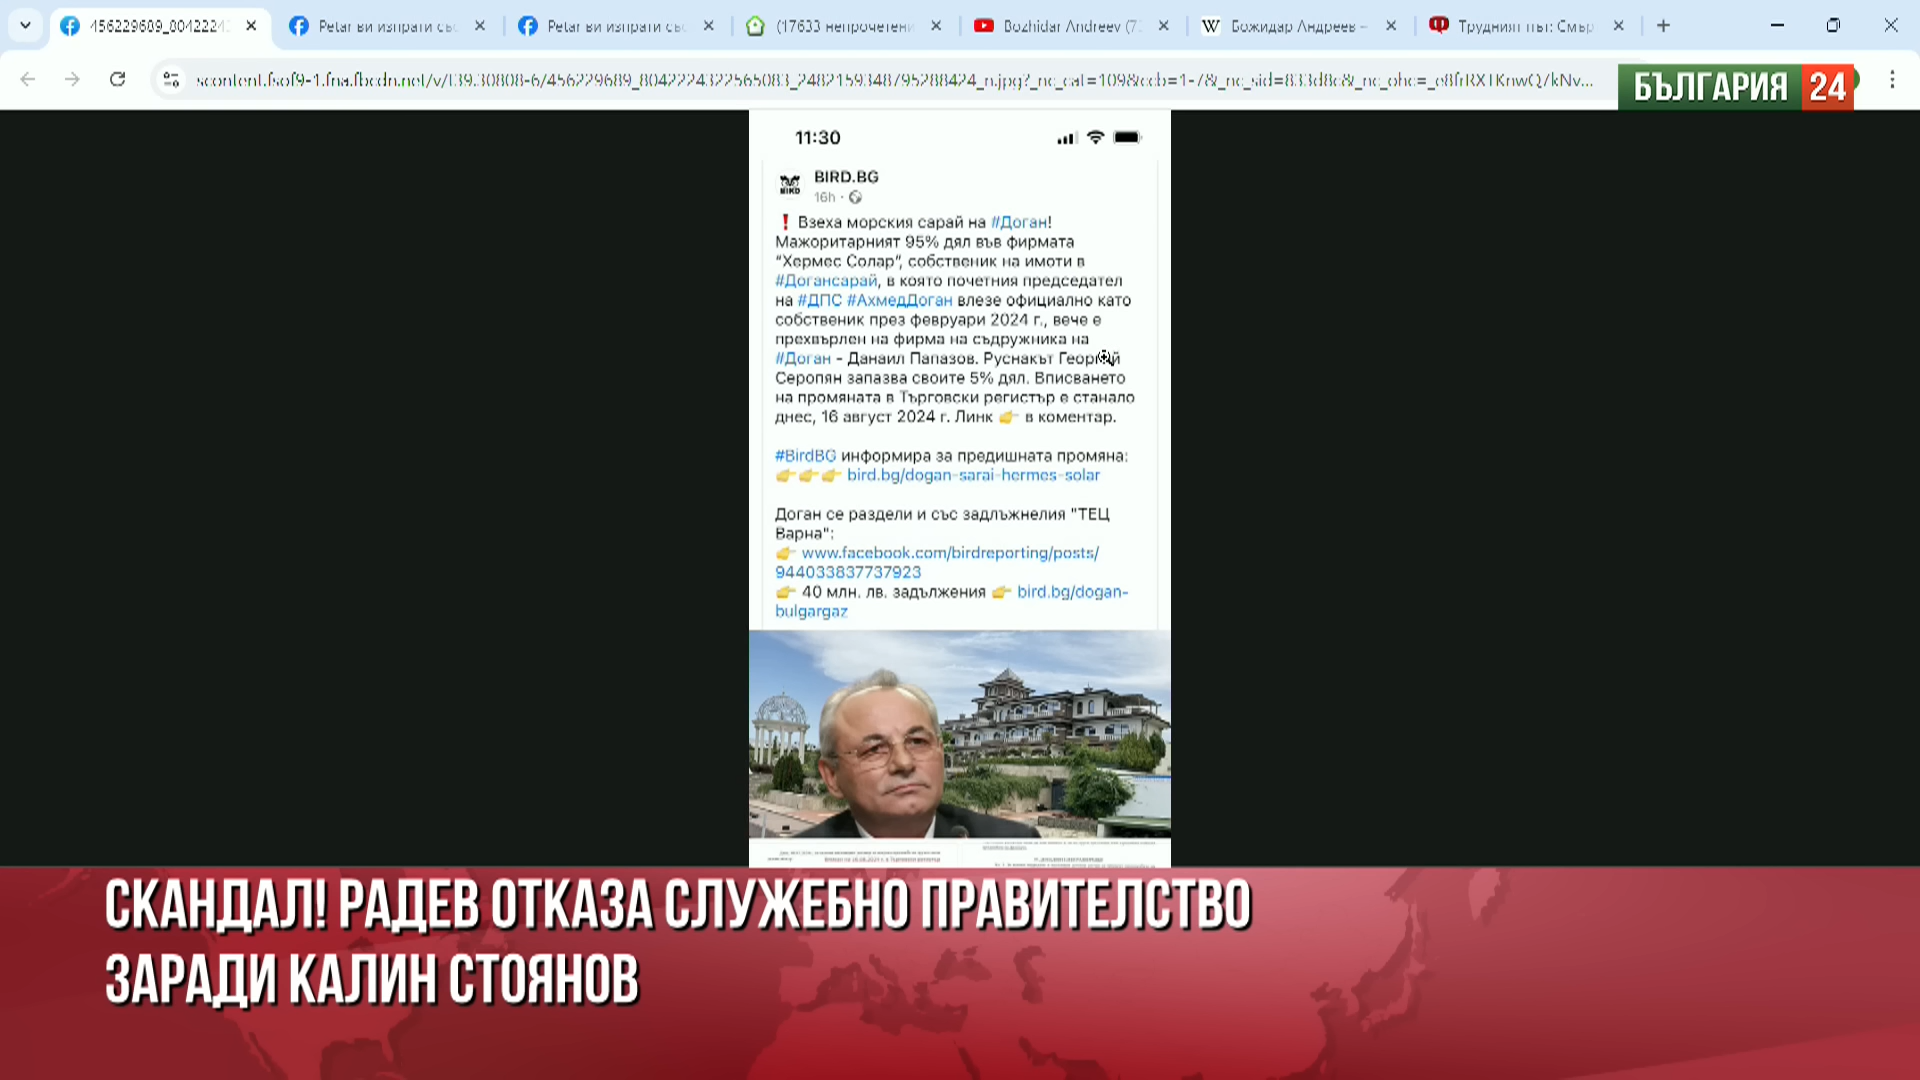 456229689_804222432
Petar ви изпрати съо
Petar ви изпрати съо
(17633 непрочетени
Bozhidar Andreev (7
Божидар Андреев –
Трудният път: Смър
БЪЛГАРИЯ 24
11:30
BIRD.BG
16h ·
❗ Взеха морския сарай на #Доган!
Мажоритарният 95% дял във фирмата
“Хермес Солар”, собственик на имоти в
#Догансарай, в която почетния председател
на #ДПС #АхмедДоган влезе официално като
собственик през февруари 2024 г., вече е
прехвърлен на фирма на съдружника на
#Доган - Данаил Папазов. Руснакът Георгий
Серопян запазва своите 5% дял. Вписването
на промяната в Търговски регистър е станало
днес, 16 август 2024 г. Линк 👉 в коментар.
#BirdBG информира за предишната промяна:
👉👉👉 bird.bg/dogan-sarai-hermes-solar
Доган се раздели и със задлъжнелия "ТЕЦ
Варна":
👉 www.facebook.com/birdreporting/posts/
944033837737923
👉 40 млн. лв. задължения 👉 bird.bg/dogan-
bulgargaz
СКАНДАЛ! РАДЕВ ОТКАЗА СЛУЖЕБНО ПРАВИТЕЛСТВО
ЗАРАДИ КАЛИН СТОЯНОВ